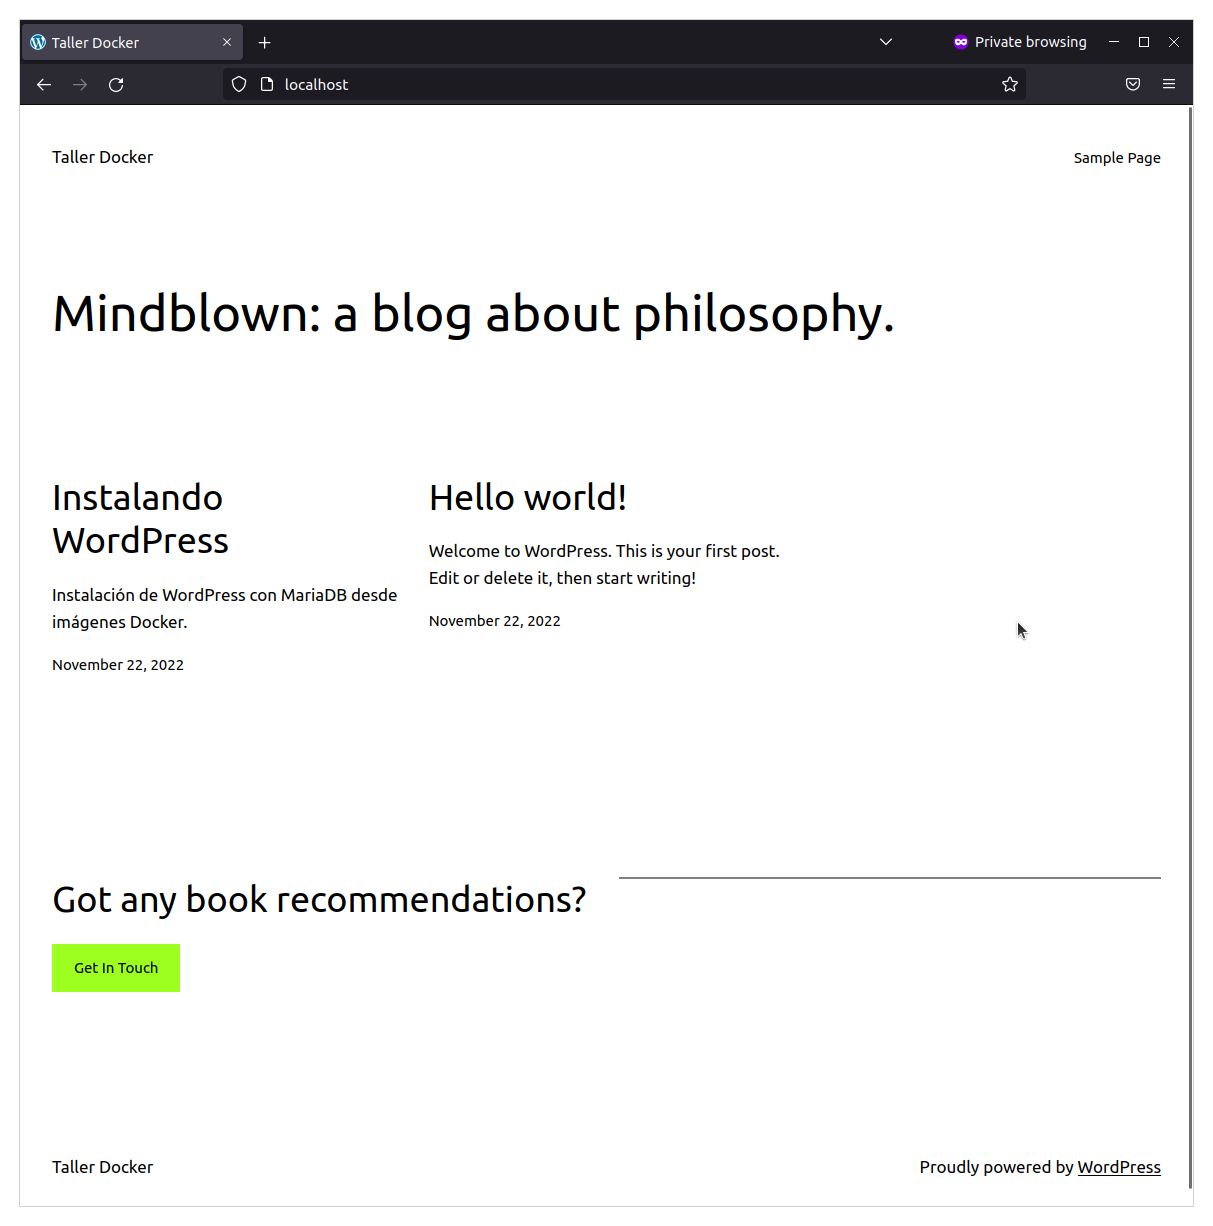 Taller Docker
Private browsing
localhost
Taller Docker
Sample Page
Mindblown: a blog about philosophy.
Instalando
WordPress
Instalación de WordPress con MariaDB desde
imágenes Docker.
November 22, 2022
Hello world!
Welcome to WordPress. This is your first post.
Edit or delete it, then start writing!
November 22, 2022
Got any book recommendations?
Get In Touch
Taller Docker
Proudly powered by WordPress